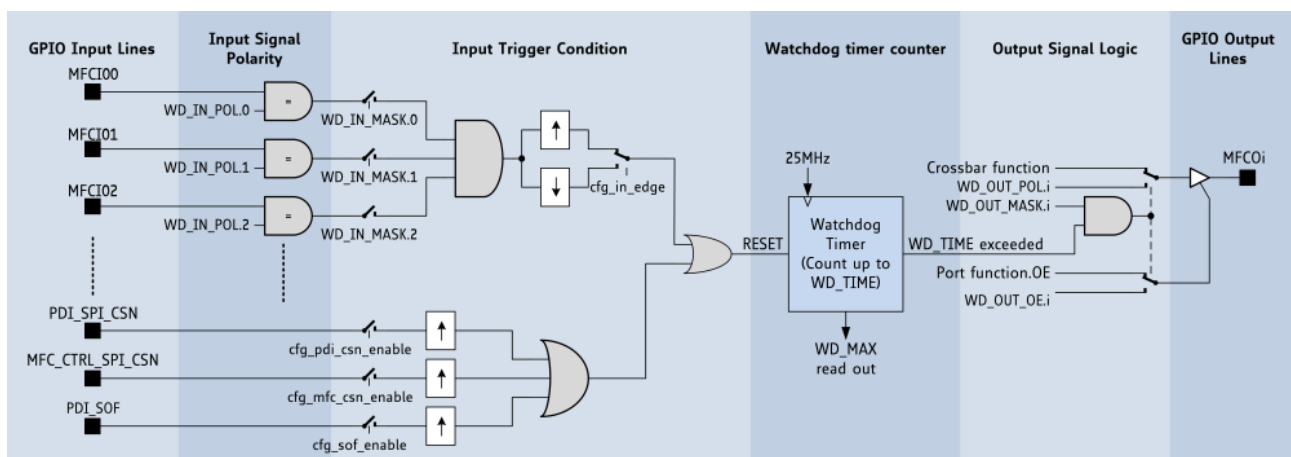 GPIO Input Lines
Input Signal
Polarity
Input Trigger Condition
Watchdog timer counter
Output Signal Logic
GPIO Output
Lines
MFCI00
WD_IN_POL.0
=
WD_IN_MASK.0
MFCI01
WD_IN_POL.1
=
WD_IN_MASK.1
MFCI02
WD_IN_POL.2
=
WD_IN_MASK.2
cfg_in_edge
PDI_SPI_CSN
cfg_pdi_csn_enable
MFC_CTRL_SPI_CSN
cfg_mfc_csn_enable
PDI_SOF
cfg_sof_enable
RESET
25MHz
Watchdog
Timer
(Count up to
WD_TIME)
WD_MAX
read out
WD_TIME exceeded
Crossbar function
WD_OUT_POL.i
WD_OUT_MASK.i
Port function.OE
WD_OUT_OE.i
MFCOi